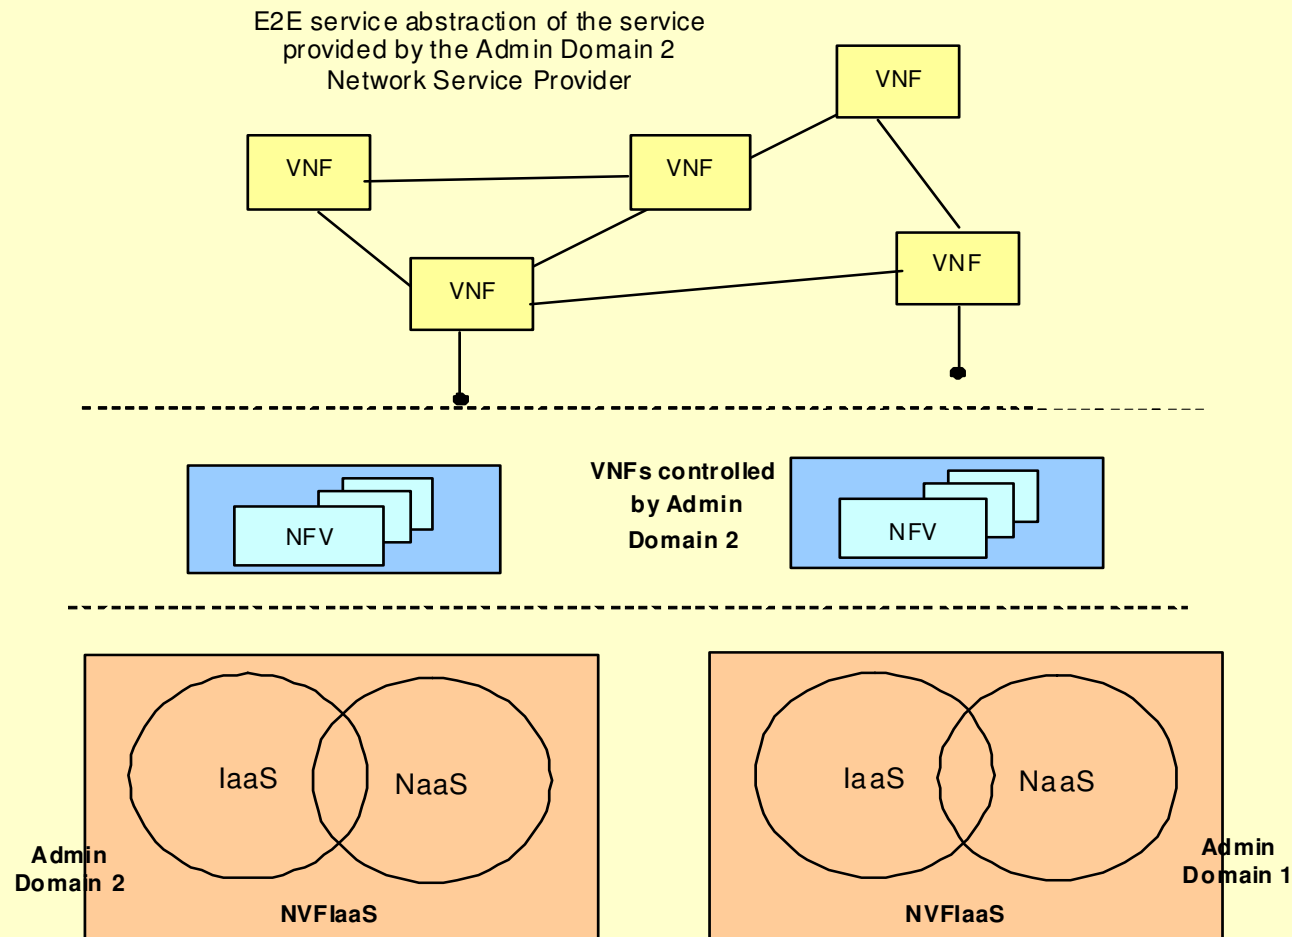 E2E service abstraction of the service
provided by the Admin Domain 2
Network Service Provider
VNF
VNF
VNF
VNF
VNF
VNFs controlled
by Admin
Domain 2
NFV
NFV
IaaS
NaaS
IaaS
NaaS
Admin
Domain 2
Admin
Domain 1
NVFIaaS
NVFIaaS